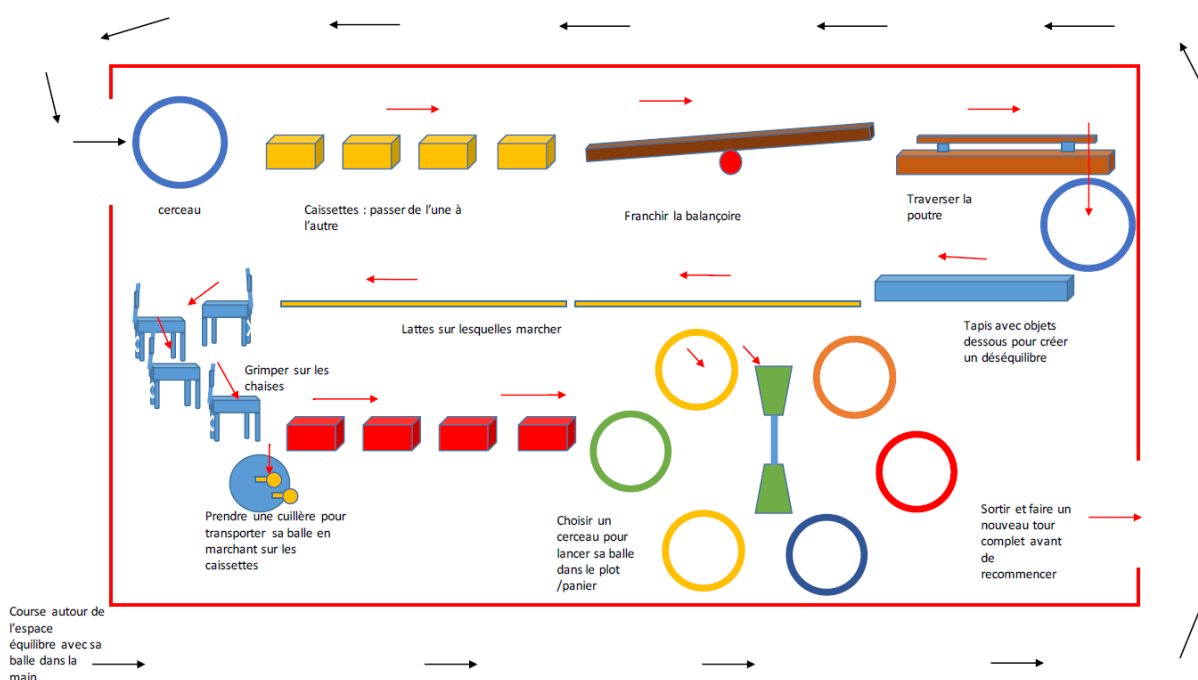 cerceau
Caissettes : passer de l'une à
l'autre
Franchir la balançoire
Traverser la
poutre
Lattes sur lesquelles marcher
Tapis avec objets
dessous pour créer
un déséquilibre
Grimper sur les
chaises
Prendre une cuillère pour
transporter sa balle en
marchant sur les
caissettes
Choisir un
cerceau pour
lancer sa balle
dans le plot
/panier
Sortir et faire un
nouveau tour
complet avant
de
recommencer
Course autour de
l'espace
équilibre avec sa
balle dans la
main